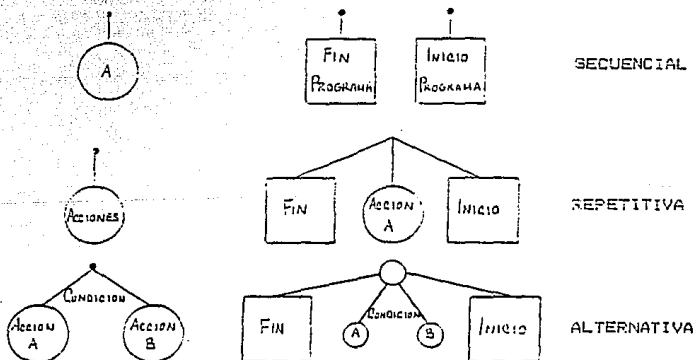 A
FIN
PROGRAMA
INICIO
PROGRAMA
SECUENCIAL
ACCIONES
FIN
ACCION
A
INICIO
REPETITIVA
CONDICION
ACCION
A
ACCION
B
FIN
CONDICION
A
B
INICIO
ALTERNATIVA